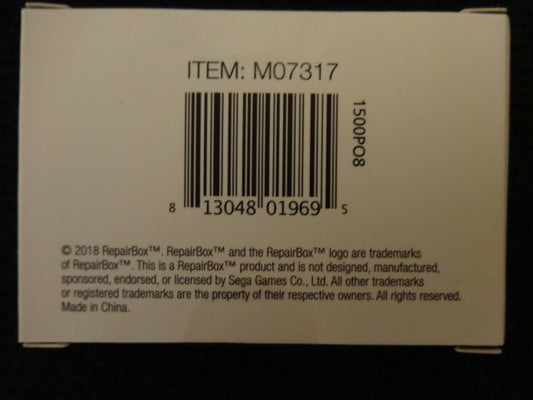 ITEM: M07317
1500PO8
8 13048 01969 5
© 2018 RepairBox™. RepairBox™ and the RepairBox™ logo are trademarks
of RepairBox™. This is a RepairBox™ product and is not designed, manufactured,
sponsored, endorsed, or licensed by Sega Games Co., Ltd. All other trademarks
or registered trademarks are the property of their respective owners. All rights reserved.
Made in China.